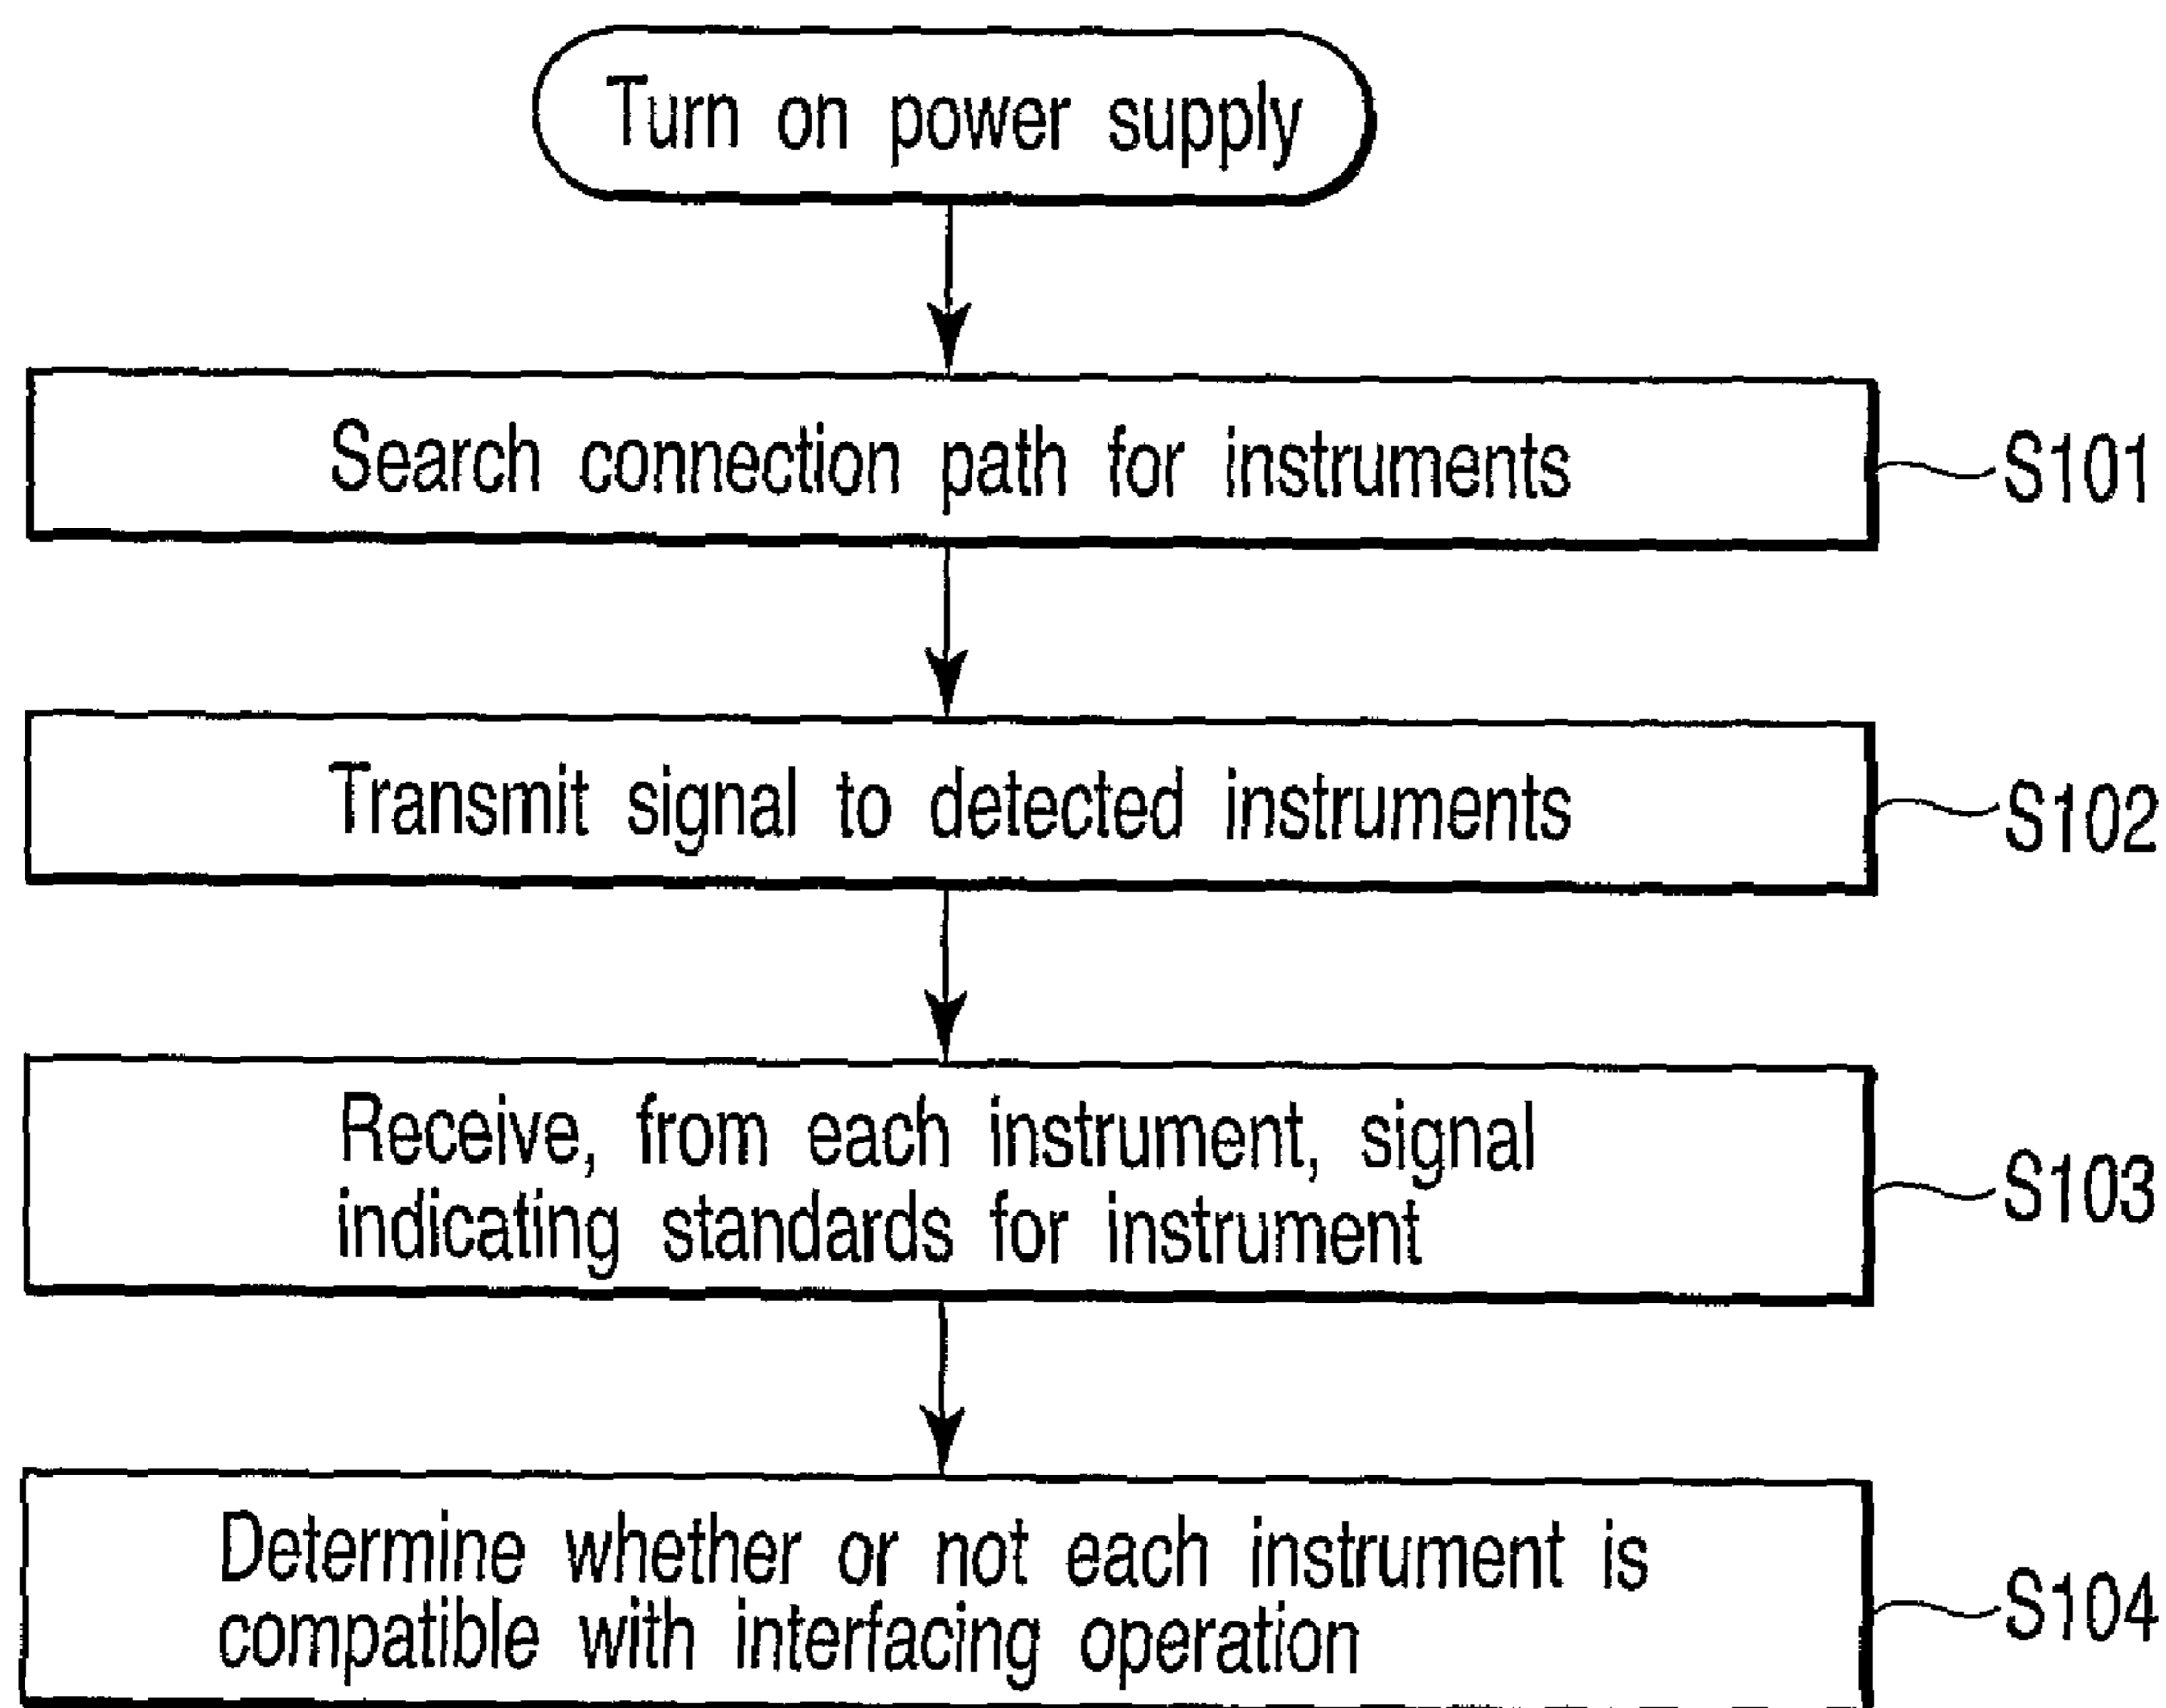 Turn on power supply
Search connection path for instruments
S101
Transmit signal to detected instruments
S102
Receive, from each instrument, signal
indicating standards for instrument
S103
Determine whether or not each instrument is
compatible with interfacing operation
S104